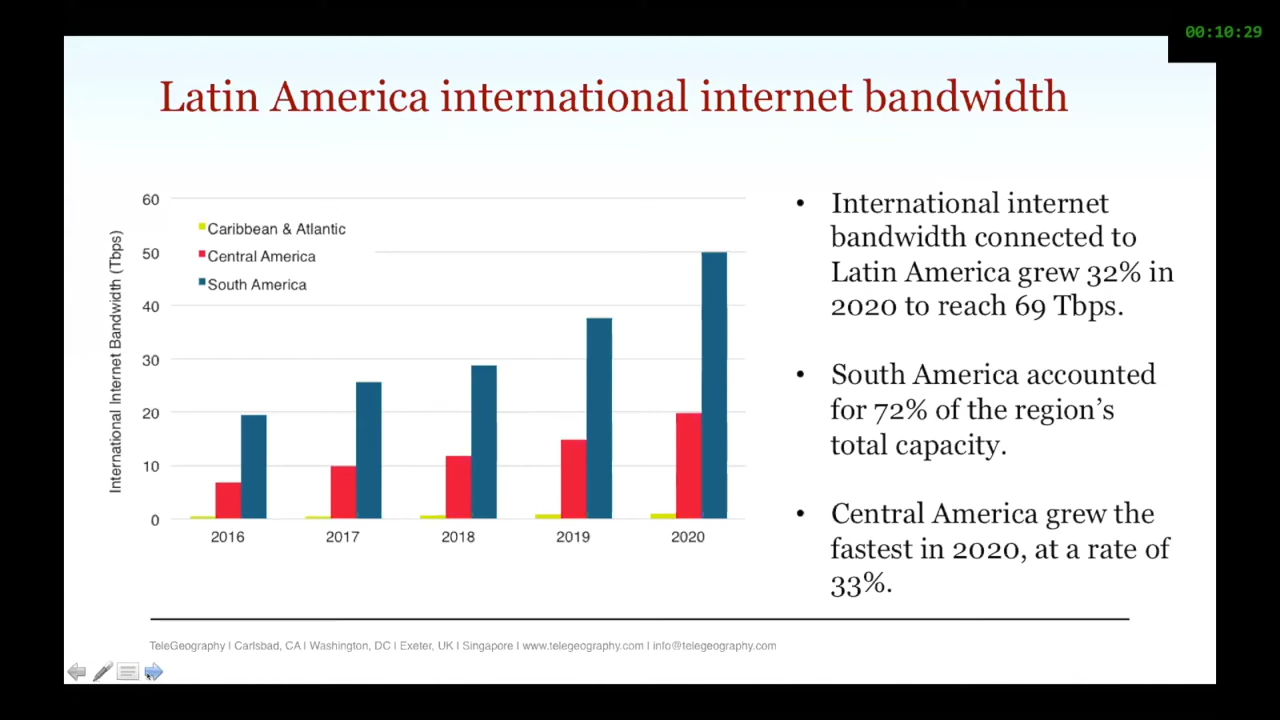 00:10:29
Latin America international internet bandwidth
International Internet Bandwidth (Tbps)
60
50
40
30
20
10
0
Caribbean & Atlantic
Central America
South America
2016 2017 2018 2019 2020
• International internet
bandwidth connected to
Latin America grew 32% in
2020 to reach 69 Tbps.
• South America accounted
for 72% of the region’s
total capacity.
• Central America grew the
fastest in 2020, at a rate of
33%.
TeleGeography | Carlsbad, CA | Washington, DC | Exeter, UK | Singapore | www.telegeography.com | info@telegeography.com